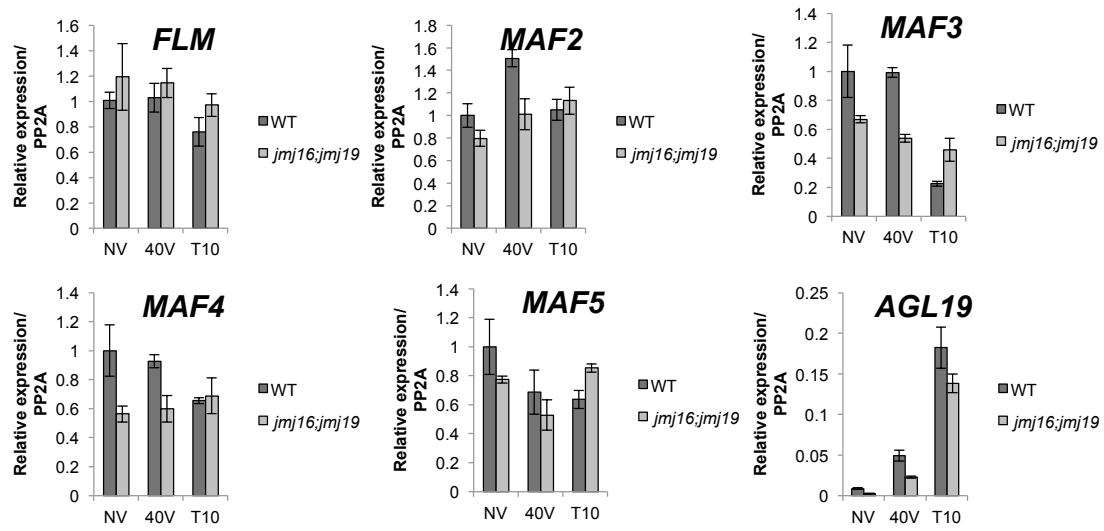 FLM
Relative expression/
PP2A
1.6
1.4
1.2
1
0.8
0.6
0.4
0.2
0
NV 40V T10
WT
jmj16;jmj19
MAF2
Relative expression/
PP2A
1.8
1.6
1.4
1.2
1
0.8
0.6
0.4
0.2
0
NV 40V T10
WT
jmj16;jmj19
MAF3
Relative expression/
PP2A
1.4
1.2
1
0.8
0.6
0.4
0.2
0
NV 40V T10
WT
jmj16;jmj19
MAF4
Relative expression/
PP2A
1.4
1.2
1
0.8
0.6
0.4
0.2
0
NV 40V T10
WT
jmj16;jmj19
MAF5
Relative expression/
PP2A
1.4
1.2
1
0.8
0.6
0.4
0.2
0
NV 40V T10
WT
jmj16;jmj19
AGL19
Relative expression/
PP2A
0.25
0.2
0.15
0.1
0.05
0
NV 40V T10
WT
jmj16;jmj19